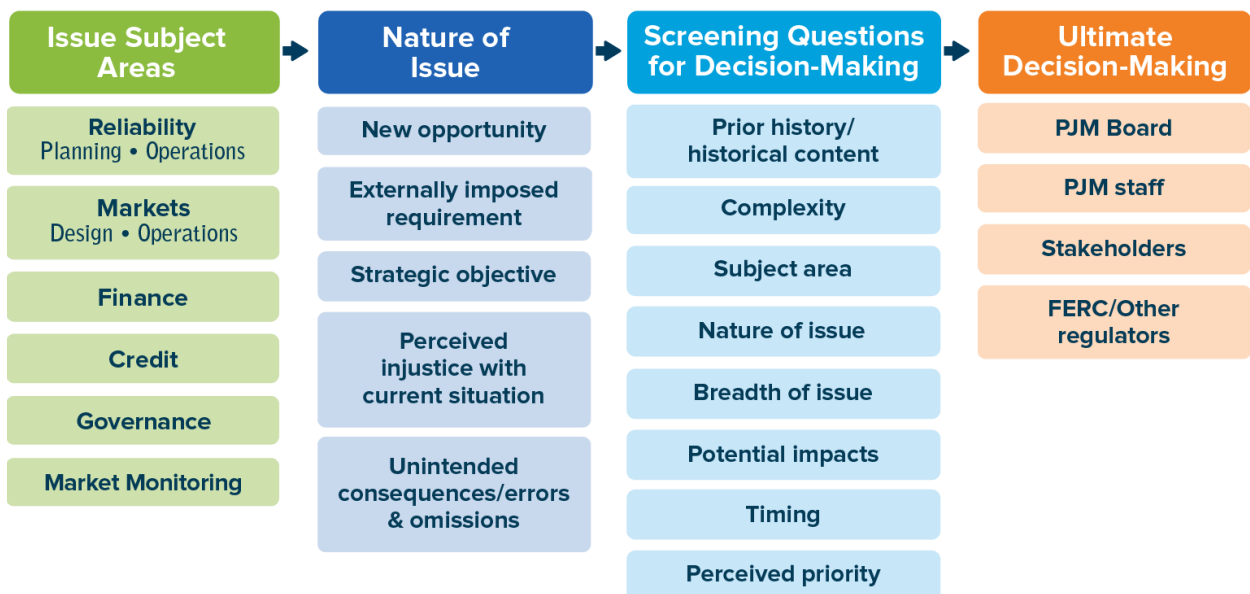 Issue Subject
Areas
Reliability
Planning • Operations
Markets
Design • Operations
Finance
Credit
Governance
Market Monitoring
Nature of
Issue
New opportunity
Externally imposed
requirement
Strategic objective
Perceived
injustice with
current situation
Unintended
consequences/errors
& omissions
Screening Questions
for Decision-Making
Prior history/
historical content
Complexity
Subject area
Nature of issue
Breadth of issue
Potential impacts
Timing
Perceived priority
Ultimate
Decision-Making
PJM Board
PJM staff
Stakeholders
FERC/Other
regulators